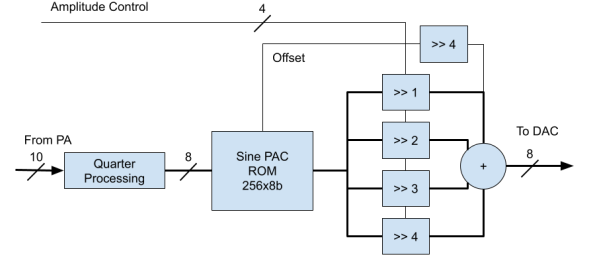 Amplitude Control
4
>> 4
Offset
>> 1
From PA
10
Quarter
Processing
8
Sine PAC
ROM
256x8b
>> 2
>> 3
>> 4
+
To DAC
8